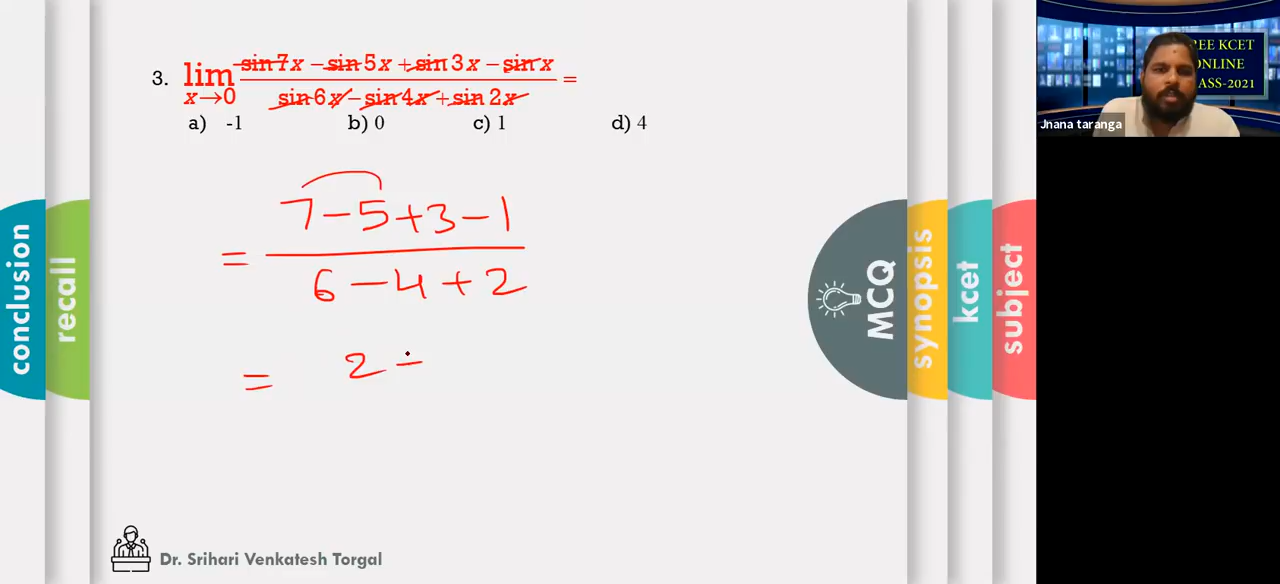 3. lim x→0 sin 7x − sin 5x + sin 3x − sin x / sin 6x − sin 4x + sin 2x =
a) -1 b) 0 c) 1 d) 4
= 7 − 5 + 3 − 1 / 6 − 4 + 2
= 2 −
conclusion
recall
MCQ
synopsis
kcet
subject
Dr. Srihari Venkatesh Torgal
REE KCET
ONLINE
ASS-2021
Jnana taranga